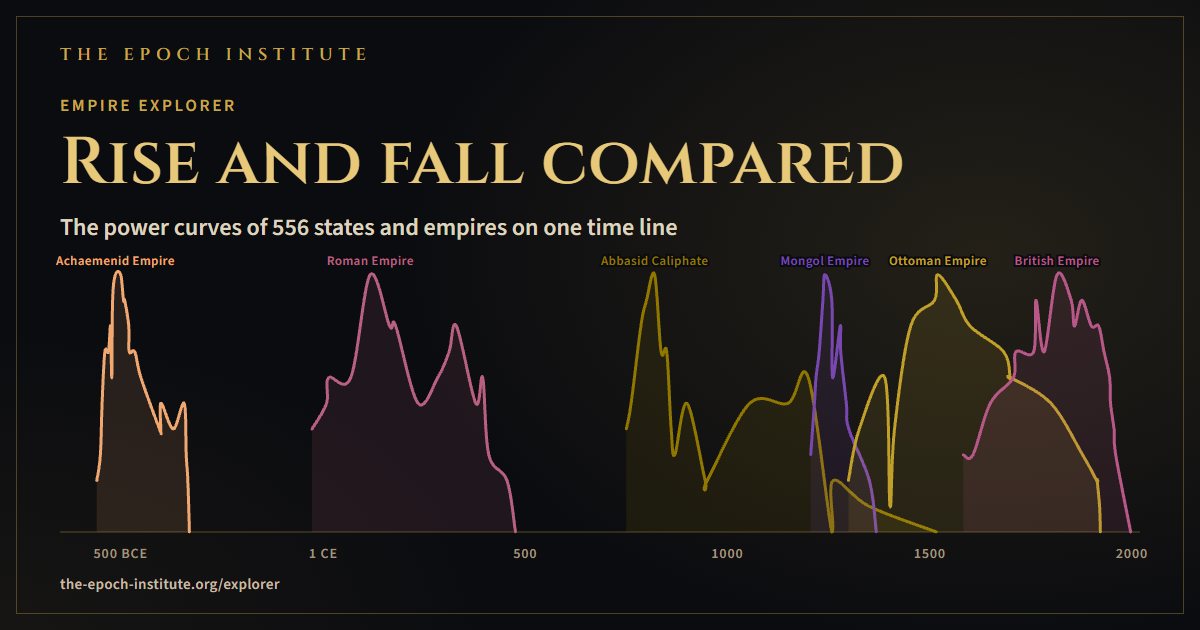 THE EPOCH INSTITUTE
EMPIRE EXPLORER
RISE AND FALL COMPARED
The power curves of 556 states and empires on one time line
Achaemenid Empire Roman Empire Abbasid Caliphate Mongol Empire Ottoman Empire British Empire
500 BCE 1 CE 500 1000 1500 2000
the-epoch-institute.org/explorer